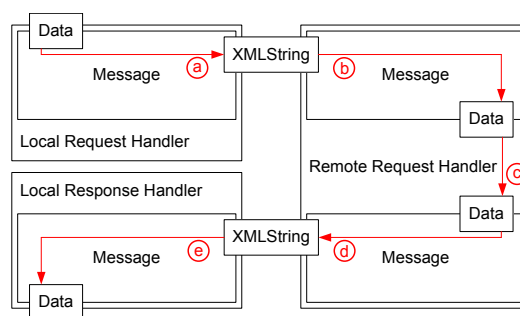 Data
Message
a
XMLString
b
Message
Data
Local Request Handler
Remote Request Handler
c
Local Response Handler
Data
XMLString
e
d
Message
Message
Data